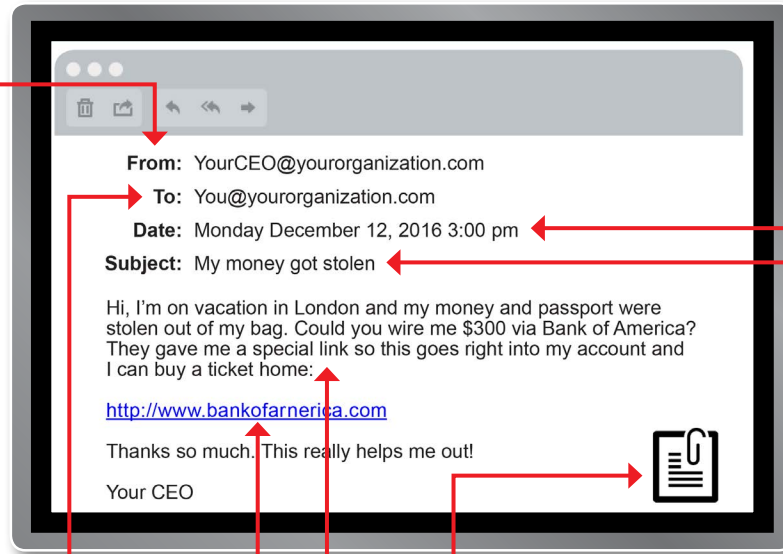 From: YourCEO@yourorganization.com
To: You@yourorganization.com
Date: Monday December 12, 2016 3:00 pm
Subject: My money got stolen
Hi, I'm on vacation in London and my money and passport were
stolen out of my bag. Could you wire me $300 via Bank of America?
They gave me a special link so this goes right into my account and
I can buy a ticket home:
http://www.bankofarnerica.com
Thanks so much. This really helps me out!
Your CEO